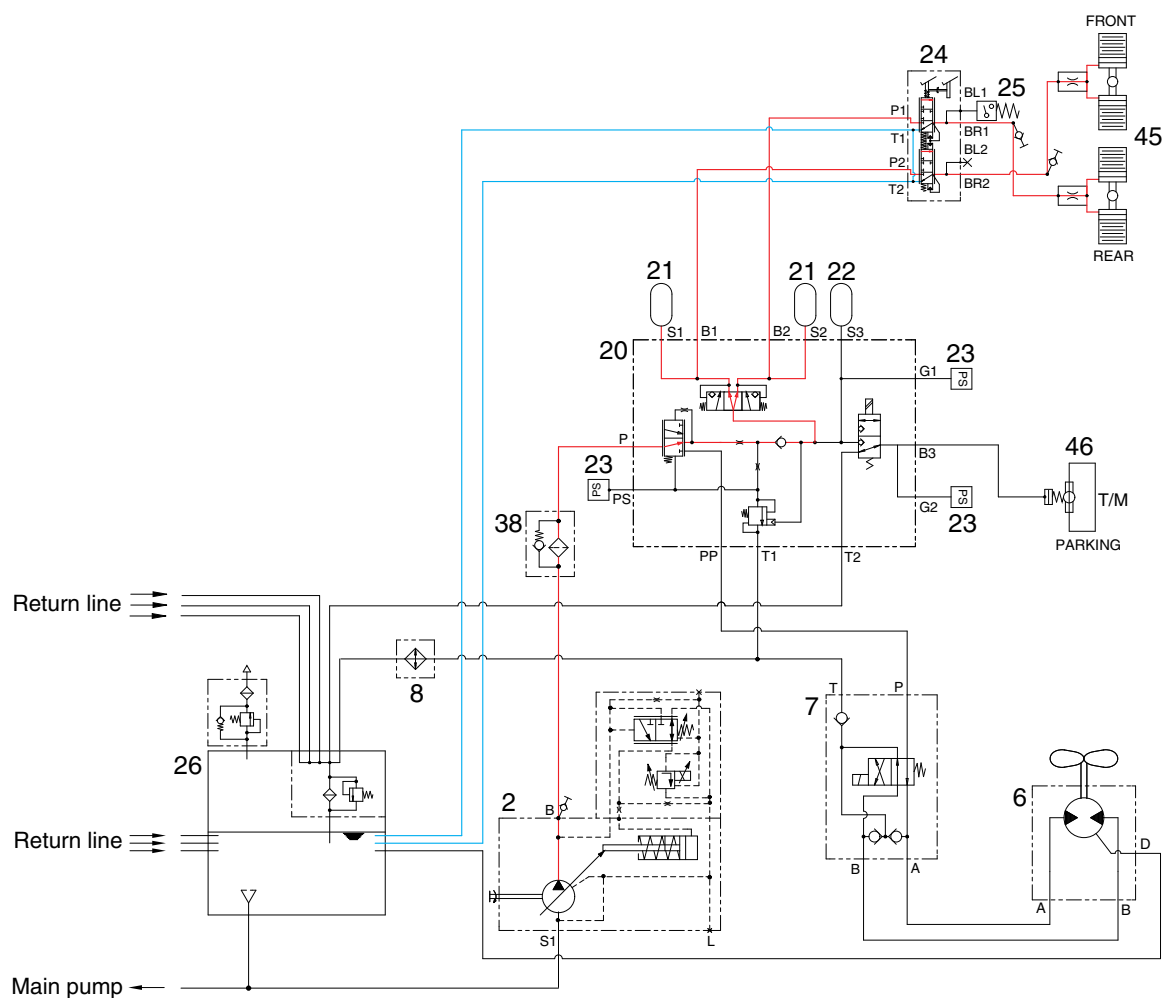 FRONT
24
BL1 25
P1
BR1
T1
45
BL2
P2
BR2
T2
REAR
21 21 22
S1 B1 B2 S2 S3
20
23
G1
PS
P
B3
46
23
PS
PS
PS
T/M
G2
23
PARKING
38
PP T1 T2
Return line
8
T P
7
26
2
B
6
Return line
D
B A
A B
S1 L
Main pump